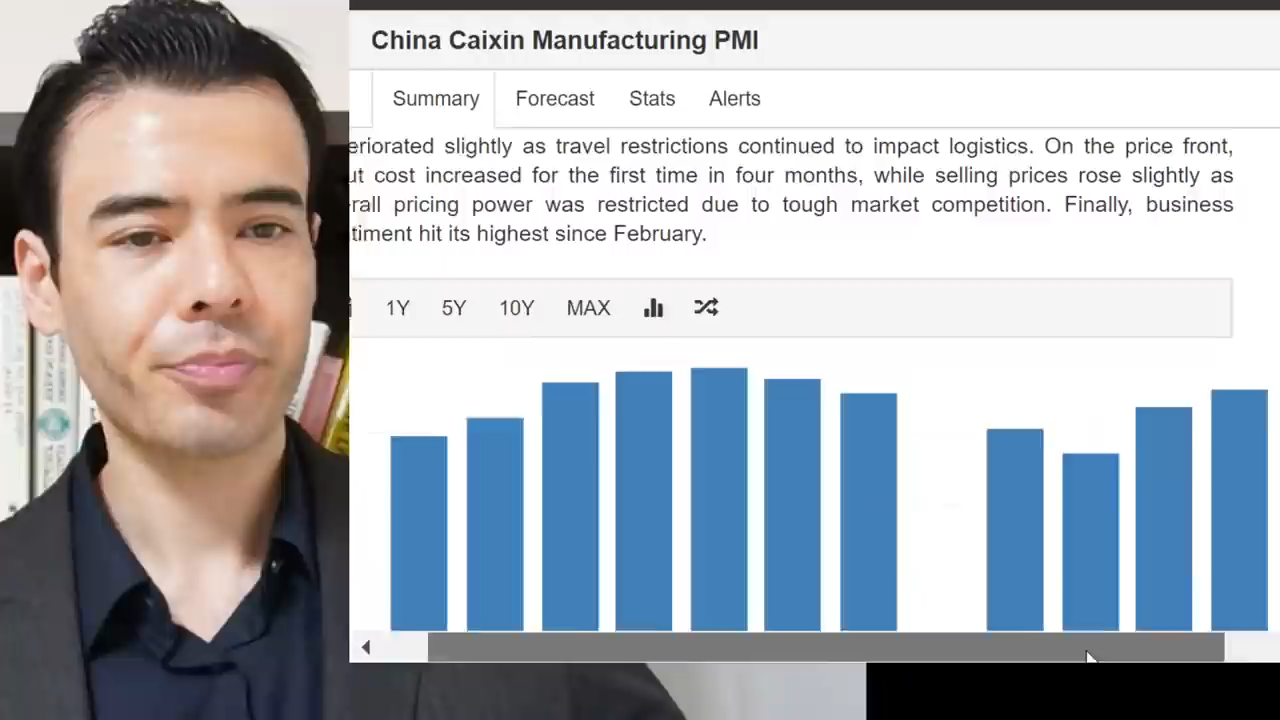 China Caixin Manufacturing PMI
Summary Forecast Stats Alerts
eriorated slightly as travel restrictions continued to impact logistics. On the price front,
ut cost increased for the first time in four months, while selling prices rose slightly as
rall pricing power was restricted due to tough market competition. Finally, business
timent hit its highest since February.
1Y 5Y 10Y MAX